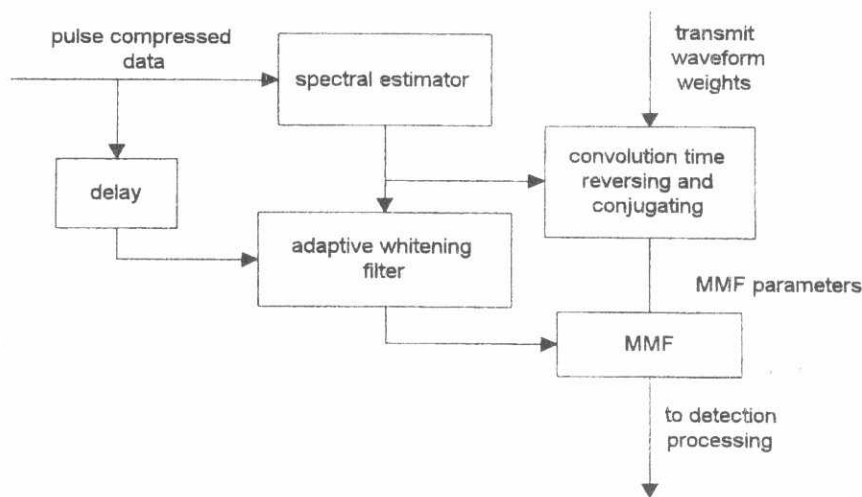 pulse compressed
data
spectral estimator
transmit
waveform
weights
delay
convolution time
reversing and
conjugating
adaptive whitening
filter
MMF parameters
MMF
to detection
processing